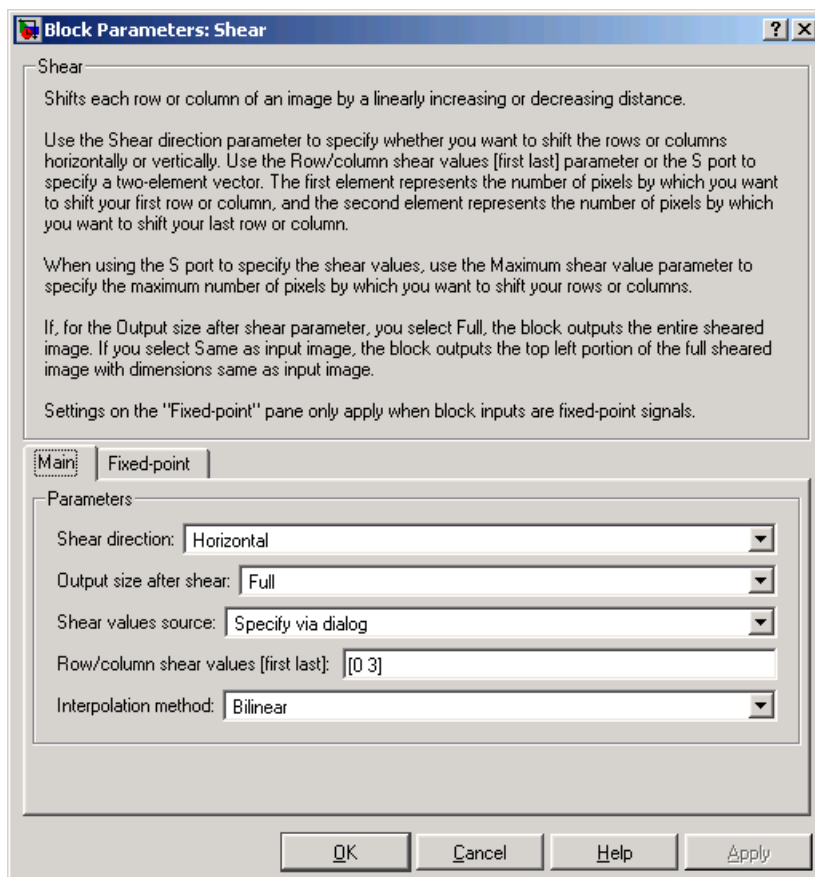 Block Parameters: Shear
Shear
Shifts each row or column of an image by a linearly increasing or decreasing distance.
Use the Shear direction parameter to specify whether you want to shift the rows or columns
horizontally or vertically. Use the Row/column shear values [first last] parameter or the S port to
specify a two-element vector. The first element represents the number of pixels by which you want
to shift your first row or column, and the second element represents the number of pixels by which
you want to shift your last row or column.
When using the S port to specify the shear values, use the Maximum shear value parameter to
specify the maximum number of pixels by which you want to shift your rows or columns.
If, for the Output size after shear parameter, you select Full, the block outputs the entire sheared
image. If you select Same as input image, the block outputs the top left portion of the full sheared
image with dimensions same as input image.
Settings on the "Fixed-point" pane only apply when block inputs are fixed-point signals.
Main Fixed-point
Parameters
Shear direction: Horizontal
Output size after shear: Full
Shear values source: Specify via dialog
Row/column shear values [first last]: [0 3]
Interpolation method: Bilinear
OK Cancel Help Apply